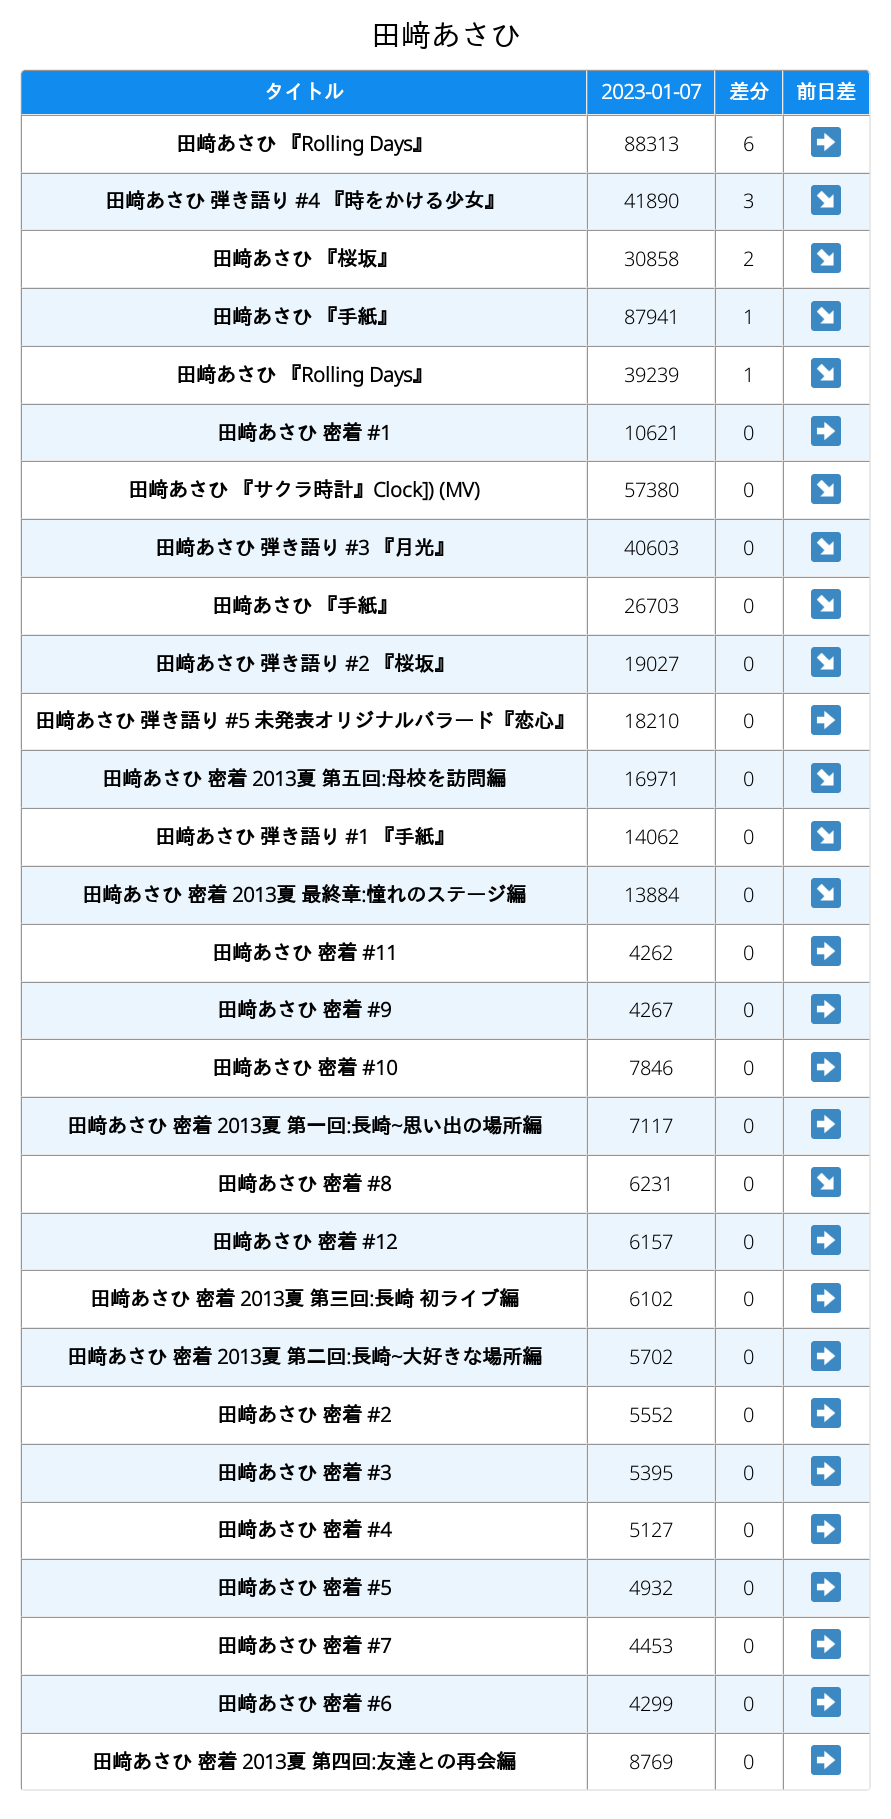 田﨑あさひ
タイトル 2023-01-07 差分 前日差
田﨑あさひ 『Rolling Days』 88313 6 ➡
田﨑あさひ 弾き語り #4 『時をかける少女』 41890 3 ↘
田﨑あさひ 『桜坂』 30858 2 ↘
田﨑あさひ 『手紙』 87941 1 ↘
田﨑あさひ 『Rolling Days』 39239 1 ↘
田﨑あさひ 密着 #1 10621 0 ➡
田﨑あさひ 『サクラ時計』Clock]) (MV) 57380 0 ↘
田﨑あさひ 弾き語り #3 『月光』 40603 0 ↘
田﨑あさひ 『手紙』 26703 0 ↘
田﨑あさひ 弾き語り #2 『桜坂』 19027 0 ↘
田﨑あさひ 弾き語り #5 未発表オリジナルバラード『恋心』 18210 0 ➡
田﨑あさひ 密着 2013夏 第五回:母校を訪問編 16971 0 ↘
田﨑あさひ 弾き語り #1 『手紙』 14062 0 ↘
田﨑あさひ 密着 2013夏 最終章:憧れのステージ編 13884 0 ↘
田﨑あさひ 密着 #11 4262 0 ➡
田﨑あさひ 密着 #9 4267 0 ➡
田﨑あさひ 密着 #10 7846 0 ➡
田﨑あさひ 密着 2013夏 第一回:長崎~思い出の場所編 7117 0 ➡
田﨑あさひ 密着 #8 6231 0 ↘
田﨑あさひ 密着 #12 6157 0 ➡
田﨑あさひ 密着 2013夏 第三回:長崎 初ライブ編 6102 0 ➡
田﨑あさひ 密着 2013夏 第二回:長崎~大好きな場所編 5702 0 ➡
田﨑あさひ 密着 #2 5552 0 ➡
田﨑あさひ 密着 #3 5395 0 ➡
田﨑あさひ 密着 #4 5127 0 ➡
田﨑あさひ 密着 #5 4932 0 ➡
田﨑あさひ 密着 #7 4453 0 ➡
田﨑あさひ 密着 #6 4299 0 ➡
田﨑あさひ 密着 2013夏 第四回:友達との再会編 8769 0 ➡